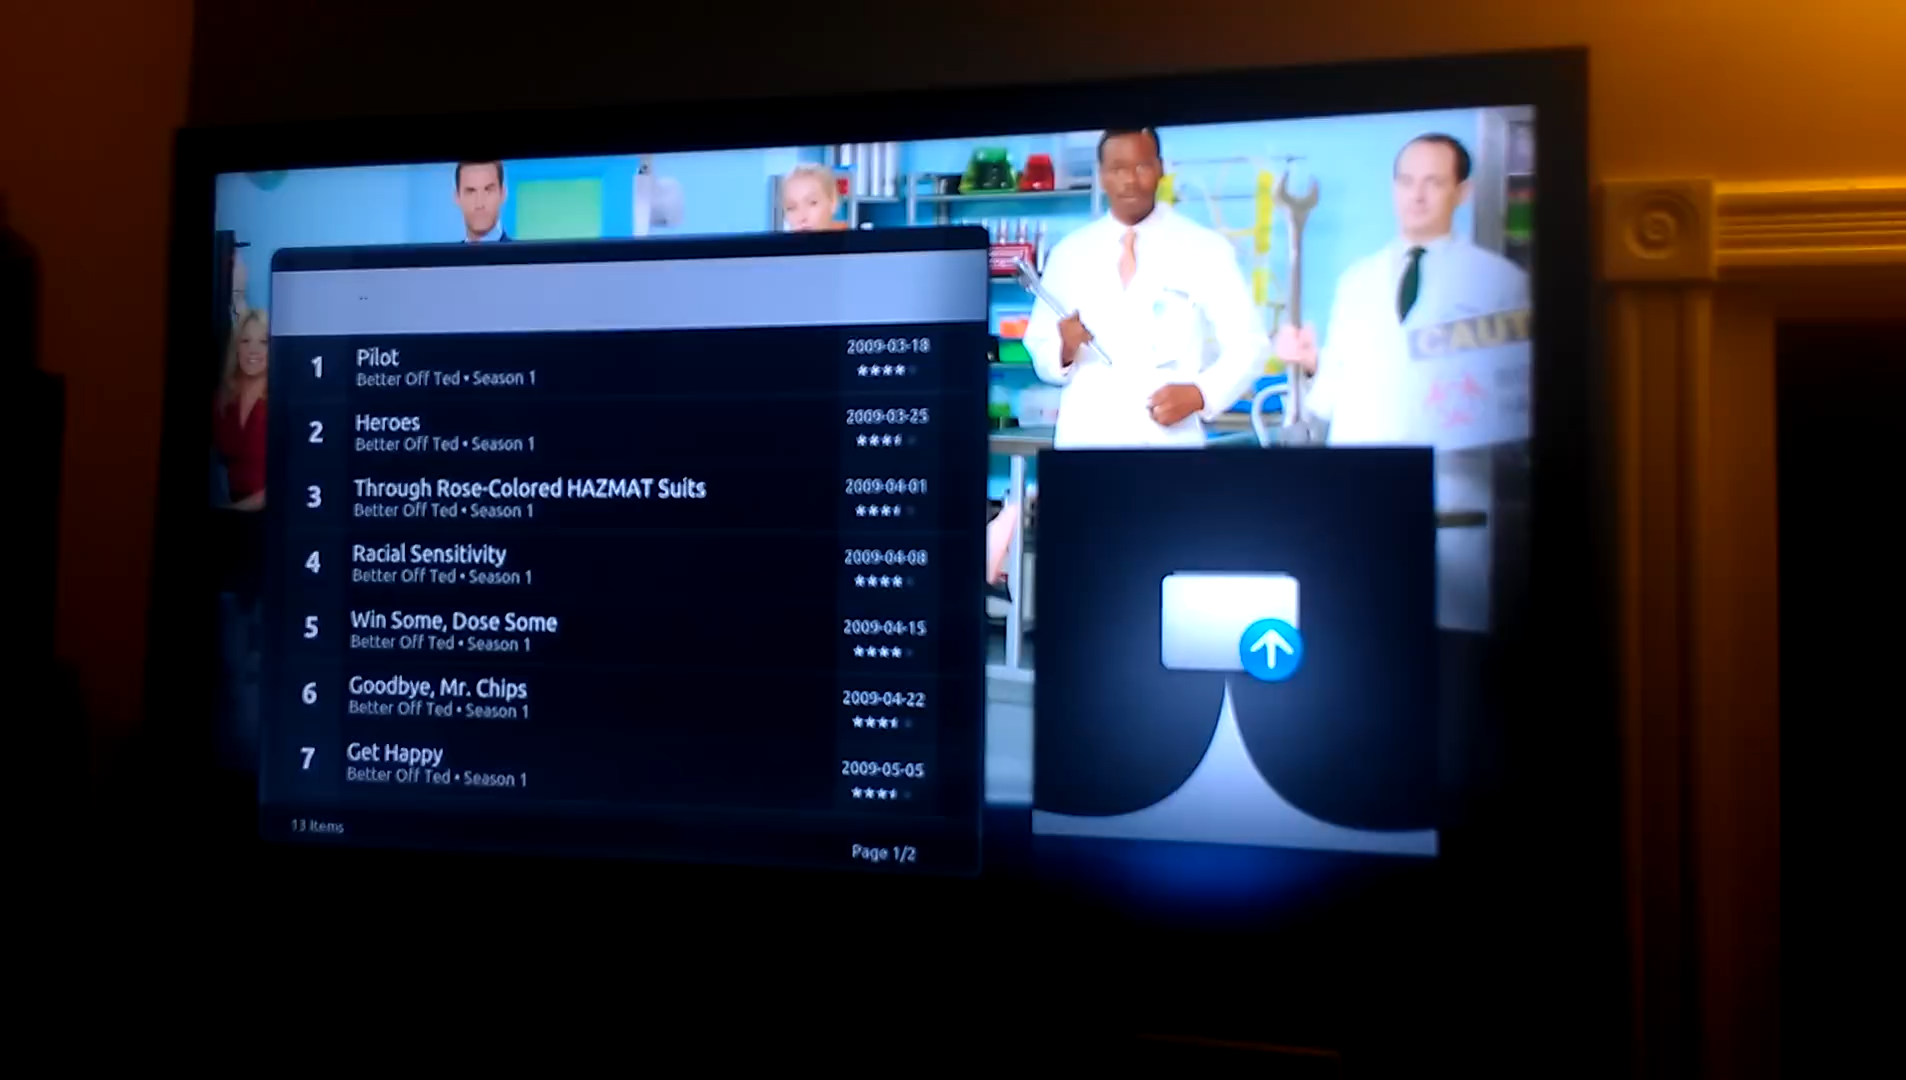 ..
1 Pilot 2009-03-18
Better Off Ted • Season 1
2 Heroes 2009-03-25
Better Off Ted • Season 1
3 Through Rose-Colored HAZMAT Suits 2009-04-01
Better Off Ted • Season 1
4 Racial Sensitivity 2009-04-08
Better Off Ted • Season 1
5 Win Some, Dose Some 2009-04-15
Better Off Ted • Season 1
6 Goodbye, Mr. Chips 2009-04-22
Better Off Ted • Season 1
7 Get Happy 2009-05-05
Better Off Ted • Season 1
13 Items
Page 1/2
CAUT